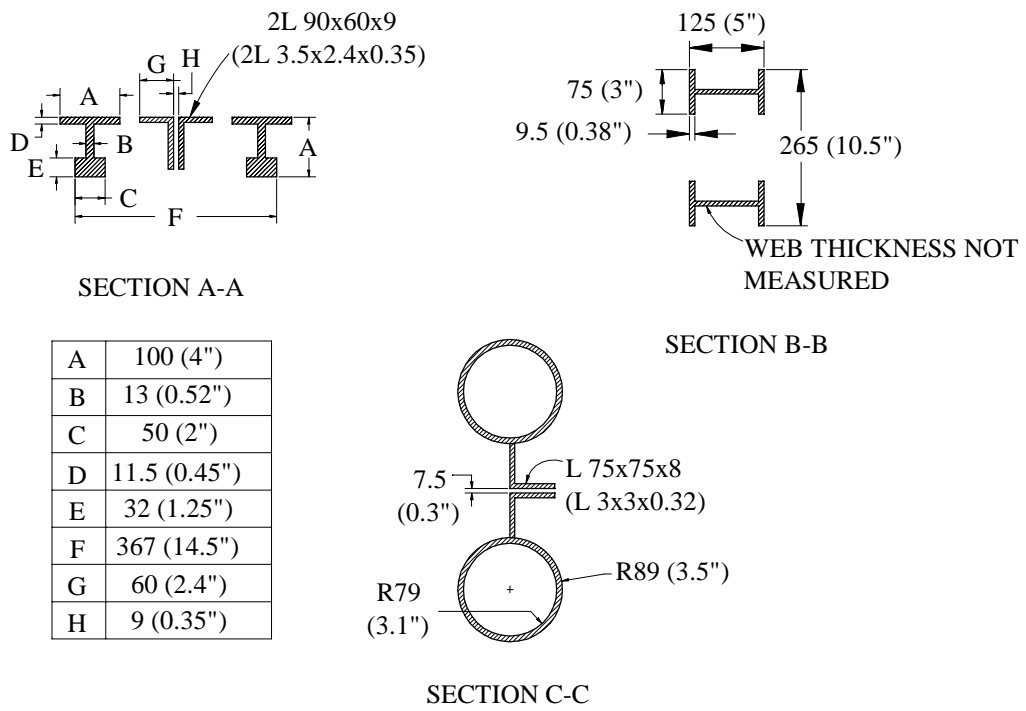 2L 90x60x9
(2L 3.5x2.4x0.35)
G
H
A
D
B
A
E
C
F
SECTION A-A
125 (5")
75 (3")
9.5 (0.38")
265 (10.5")
WEB THICKNESS NOT
MEASURED
SECTION B-B
A 100 (4")
B 13 (0.52")
C 50 (2")
D 11.5 (0.45")
E 32 (1.25")
F 367 (14.5")
G 60 (2.4")
H 9 (0.35")
7.5
(0.3")
L 75x75x8
(L 3x3x0.32)
R89 (3.5")
R79
(3.1")
SECTION C-C